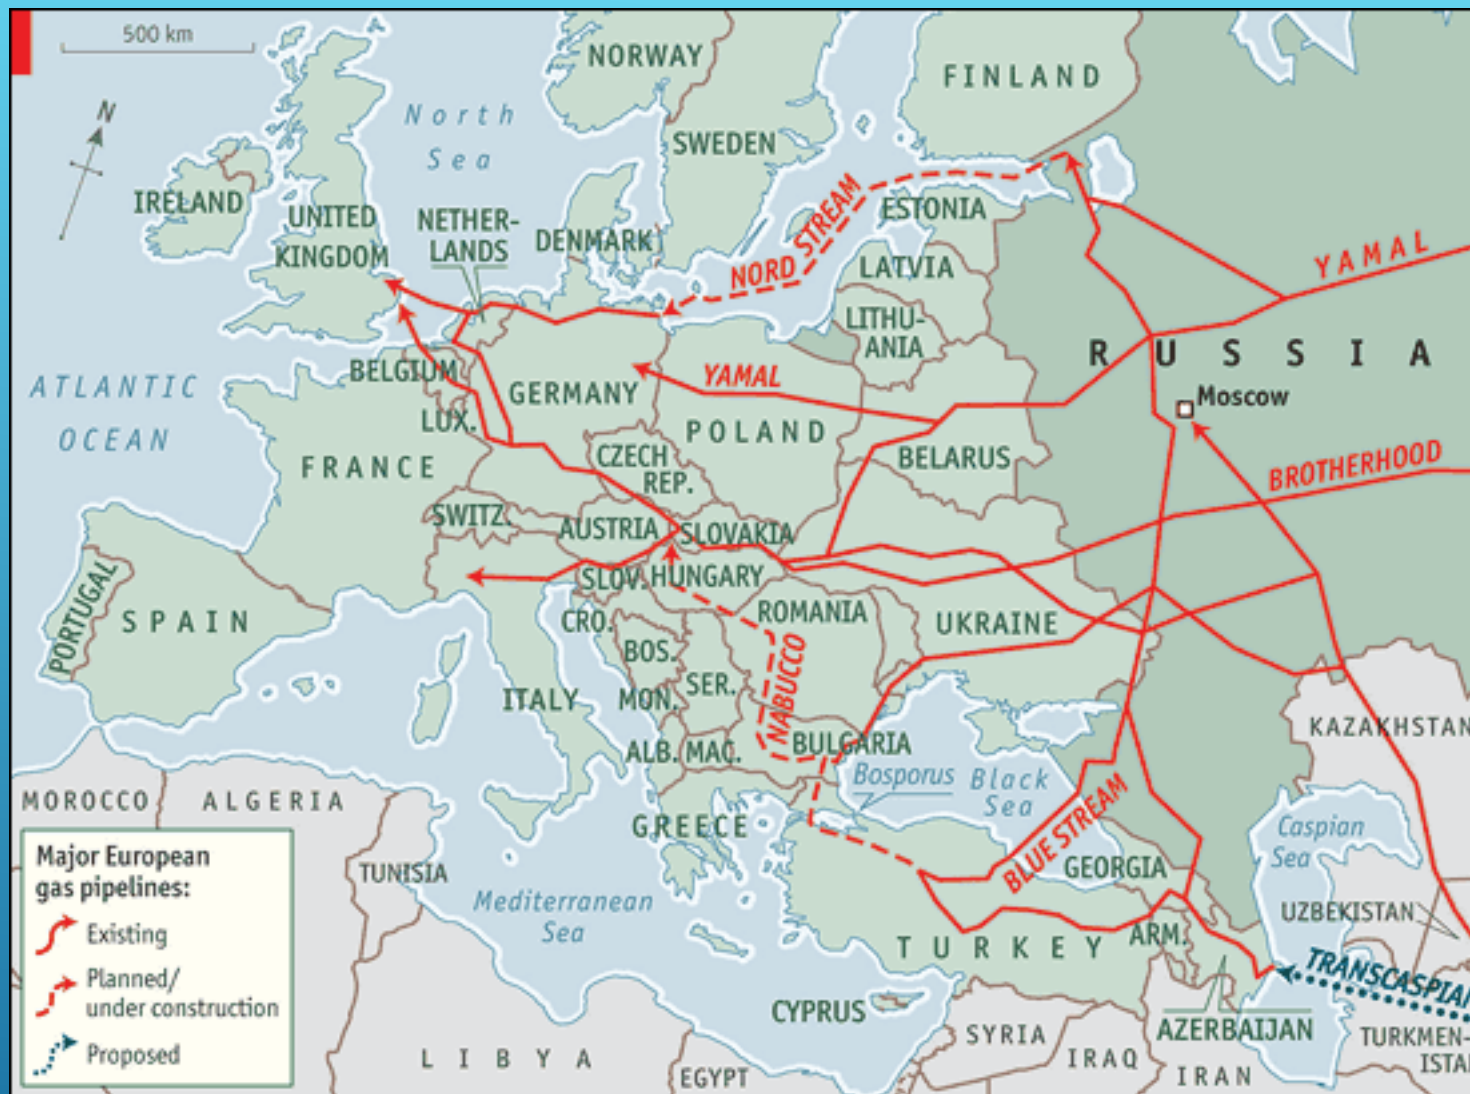 500 km
N
NORWAY
FINLAND
North
Sea
SWEDEN
IRELAND
UNITED
KINGDOM
NETHER-
LANDS
DENMARK
ESTONIA
NORD STREAM
LATVIA
YAMAL
LITHU-
ANIA
RUSSIA
Moscow
ATLANTIC
OCEAN
BELGIUM
GERMANY
YAMAL
LUX.
POLAND
BELARUS
FRANCE
CZECH
REP.
BROTHERHOOD
SWITZ.
AUSTRIA
SLOVAKIA
SLOV.
HUNGARY
PORTUGAL
SPAIN
CRO.
ROMANIA
UKRAINE
BOS.
NABUCCO
ITALY
MON.
SER.
KAZAKHSTAN
ALB.
MAC.
BULGARIA
Bosporus
Black
Sea
MOROCCO
ALGERIA
GREECE
BLUE STREAM
Caspian
Sea
TUNISIA
GEORGIA
Mediterranean
Sea
UZBEKISTAN
TURKEY
ARM.
TRANSCASPIAN
CYPRUS
AZERBAIJAN
SYRIA
IRAQ
IRAN
TURKMEN-
ISTA
LIBYA
EGYPT
Major European
gas pipelines:
Existing
Planned/
under construction
Proposed